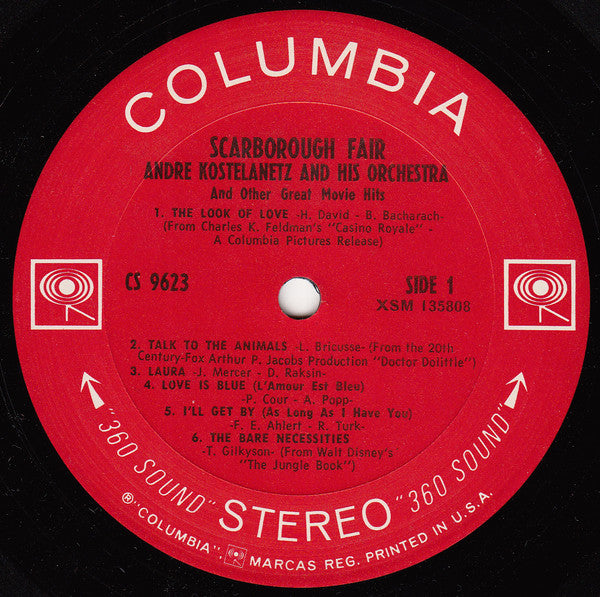 COLUMBIA
SCARBOROUGH FAIR
ANDRE KOSTELANETZ AND HIS ORCHESTRA
And Other Great Movie Hits
1. THE LOOK OF LOVE -H. David - B. Bacharach-
(From Charles K. Feldman's "Casino Royale" -
A Columbia Pictures Release)
CS 9623
SIDE 1
XSM 135808
2. TALK TO THE ANIMALS -L. Bricusse- (From the 20th
Century-Fox Arthur P. Jacobs Production "Doctor Dolittle")
3. LAURA -J. Mercer - D. Raksin-
4. LOVE IS BLUE (L'Amour Est Bleu)
-P. Cour - A. Popp-
5. I'LL GET BY (As Long As I Have You)
-F. E. Ahlert - R. Turk-
6. THE BARE NECESSITIES
-T. Gilkyson- (From Walt Disney's
"The Jungle Book")
"360 SOUND" STEREO "360 SOUND"
℗"COLUMBIA", MARCAS REG. PRINTED IN U.S.A.